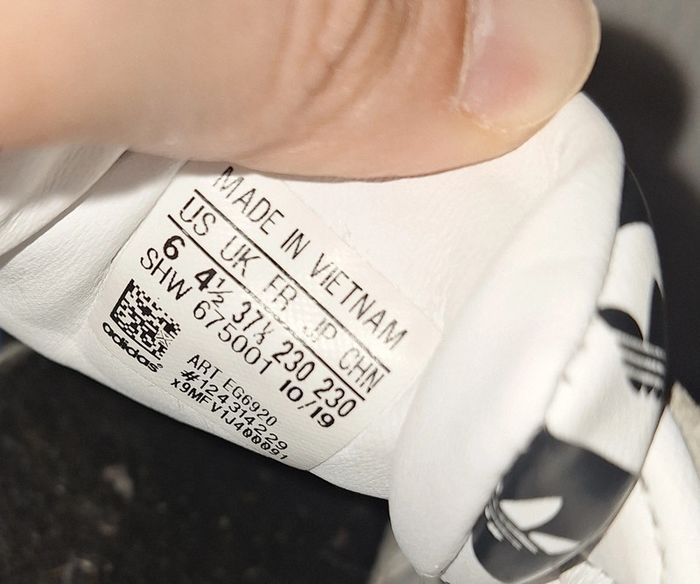 MADE IN VIETNAM
US UK FR JP CHN
6 4½ 37⅓ 230 230
SHW 675001 10/19
adidas
ART EG6920
#124314229
x9MFV1J400091